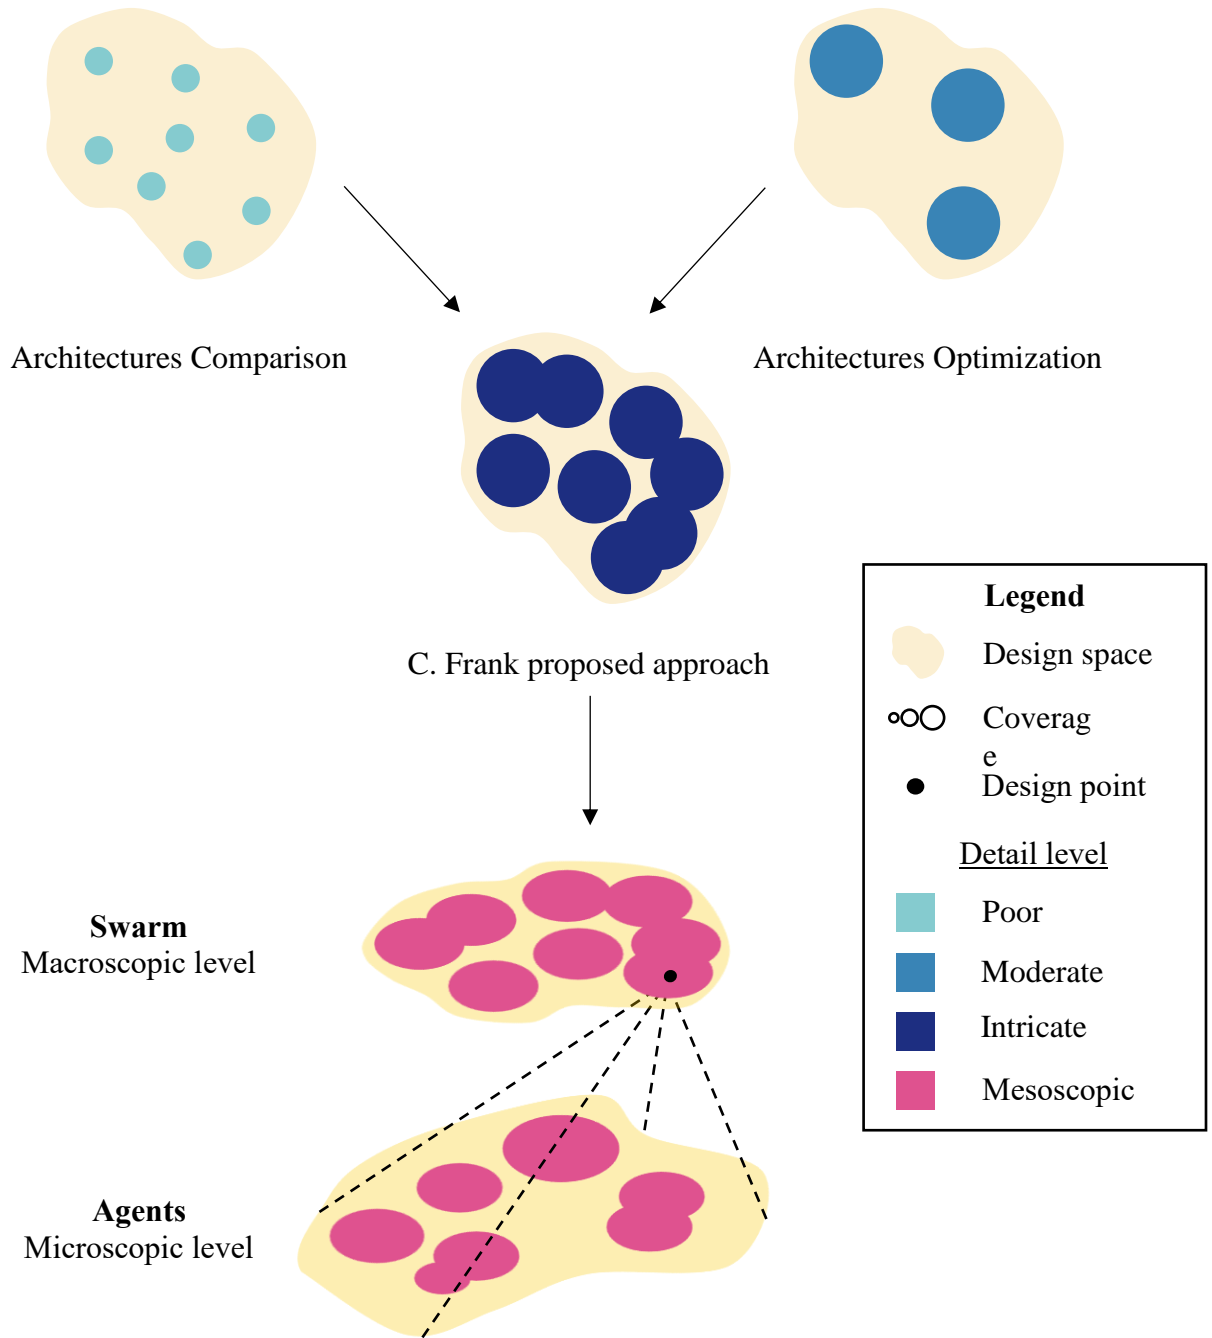 Architectures Comparison
Architectures Optimization
C. Frank proposed approach
Legend
Design space
Coverag
e
Design point
Detail level
Poor
Moderate
Intricate
Mesoscopic
Swarm
Macroscopic level
Agents
Microscopic level